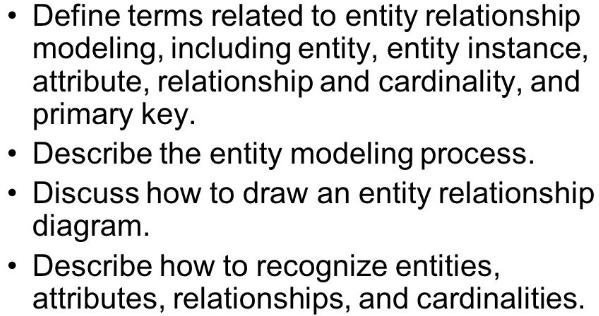 • Define terms related to entity relationship
modeling, including entity, entity instance,
attribute, relationship and cardinality, and
primary key.
• Describe the entity modeling process.
• Discuss how to draw an entity relationship
diagram.
• Describe how to recognize entities,
attributes, relationships, and cardinalities.